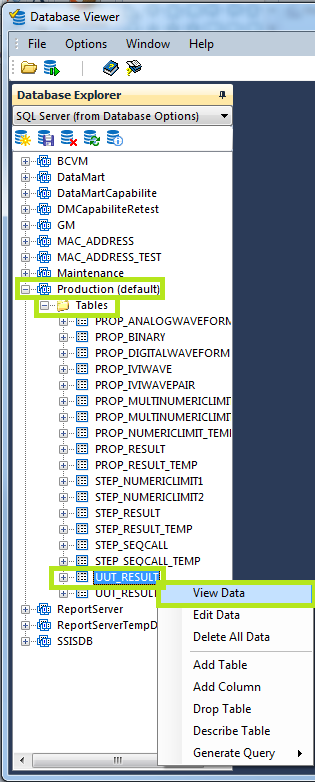 Database Viewer
File Options Window Help
Database Explorer
SQL Server (from Database Options)
BCVM
DataMart
DataMartCapabilite
DMCapabiliteRetest
GM
MAC_ADDRESS
MAC_ADDRESS_TEST
Maintenance
Production (default)
Tables
PROP_ANALOGWAVEFORM
PROP_BINARY
PROP_DIGITALWAVEFORM
PROP_IVIWAVE
PROP_IVIWAVEPAIR
PROP_MULTINUMERICLIMIT
PROP_MULTINUMERICLIMIT
PROP_NUMERICLIMIT_TEM
PROP_RESULT
PROP_RESULT_TEMP
STEP_NUMERICLIMIT1
STEP_NUMERICLIMIT2
STEP_RESULT
STEP_RESULT_TEMP
STEP_SEQCALL
STEP_SEQCALL_TEMP
UUT_RESULT
UUT_RESULT
ReportServer
ReportServerTempD
SSISDB
View Data
Edit Data
Delete All Data
Add Table
Add Column
Drop Table
Describe Table
Generate Query